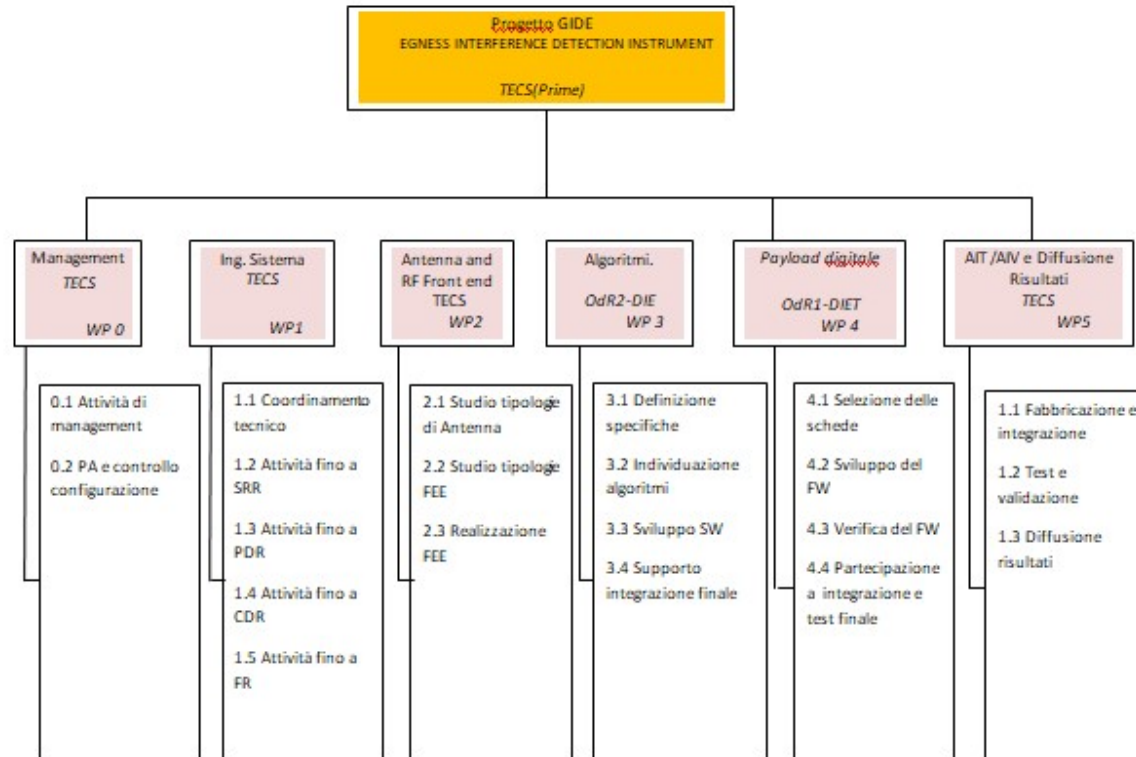 Progetto GIDE
EGNESS INTERFERENCE DETECTION INSTRUMENT
TECS(Prime)
Management
TECS
WP 0
Ing. Sistema
TECS
WP1
Antenna and
RF Front end
TECS
WP2
Algoritmi.
OdR2-DIE
WP 3
Payload digitale
OdR1-DIET
WP 4
AIT /AIV e Diffusione
Risultati
TECS
WP5
0.1 Attività di
management
0.2 PA e controllo
configurazione
1.1 Coordinamento
tecnico
1.2 Attività fino a
SRR
1.3 Attività fino a
PDR
1.4 Attività fino a
CDR
1.5 Attività fino a
FR
2.1 Studio tipologie
di Antenna
2.2 Studio tipologie
FEE
2.3 Realizzazione
FEE
3.1 Definizione
specifiche
3.2 Individuazione
algoritmi
3.3 Sviluppo SW
3.4 Supporto
integrazione finale
4.1 Selezione delle
schede
4.2 Sviluppo del
FW
4.3 Verifica del FW
4.4 Partecipazione
a integrazione e
test finale
1.1 Fabbricazione e
integrazione
1.2 Test e
validazione
1.3 Diffusione
risultati